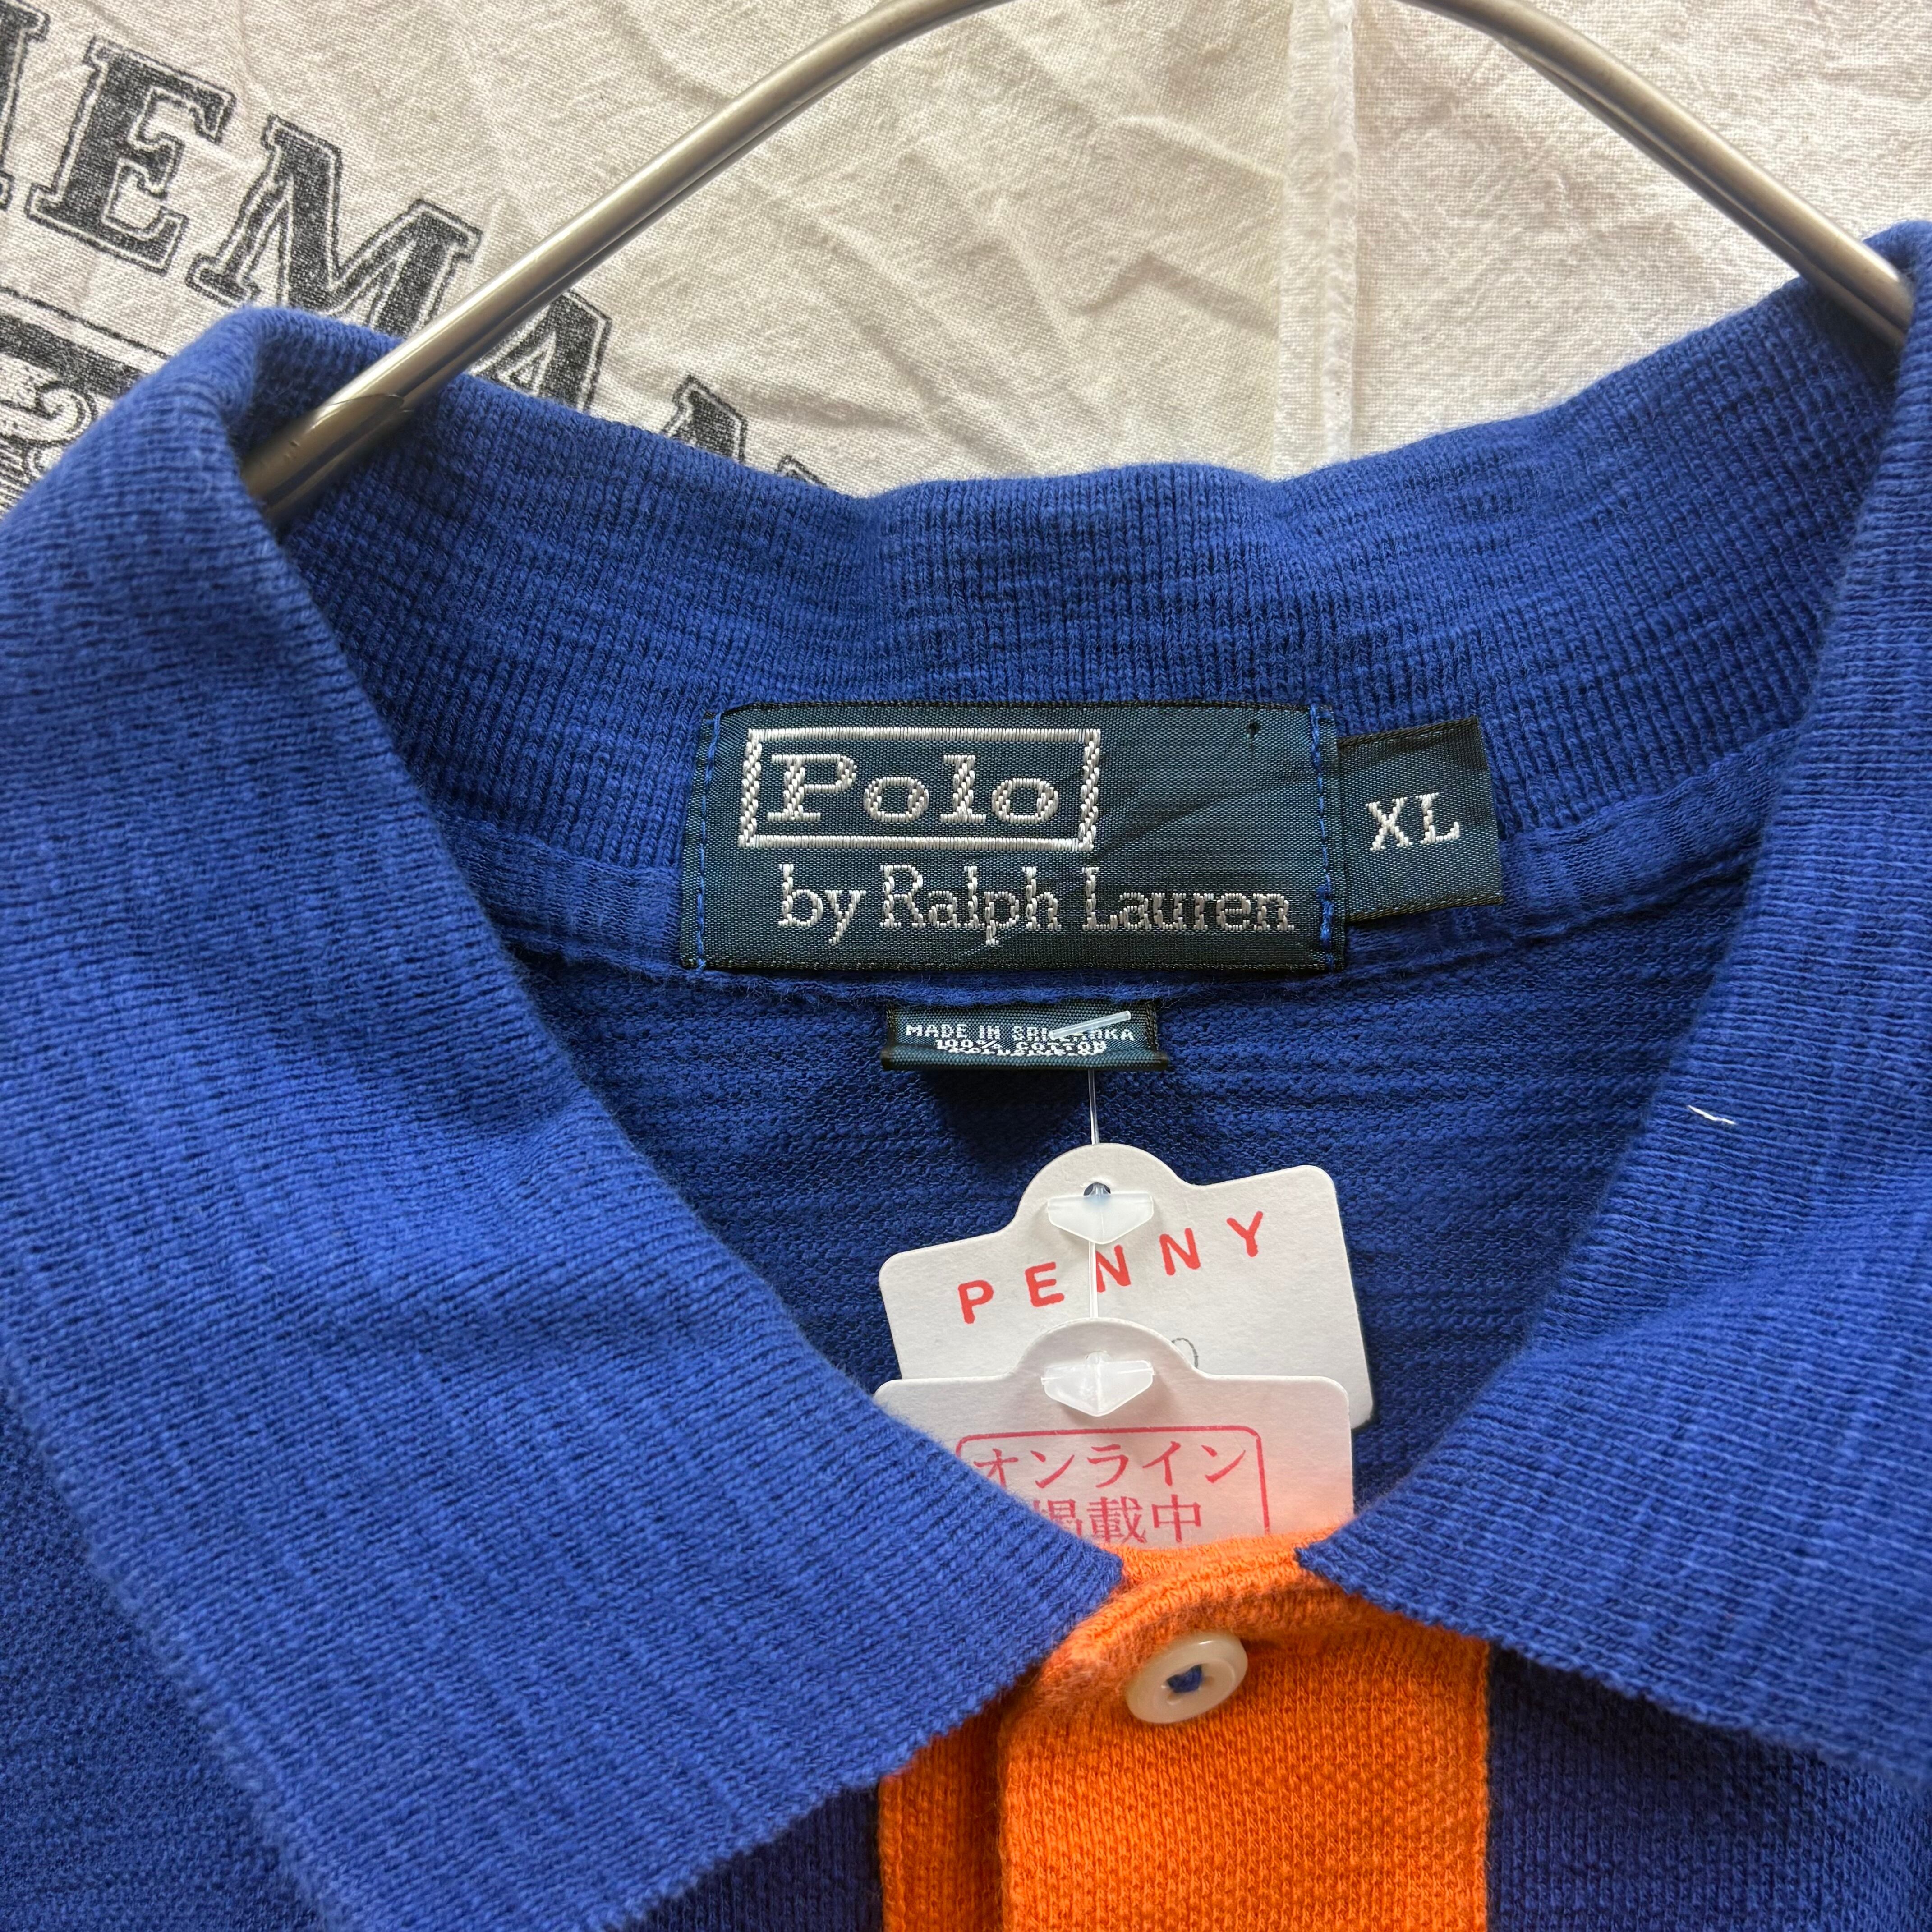 Polo
by Ralph Lauren
XL
MADE IN SRI LANKA
100% COTTON
PENNY
オンライン
掲載中